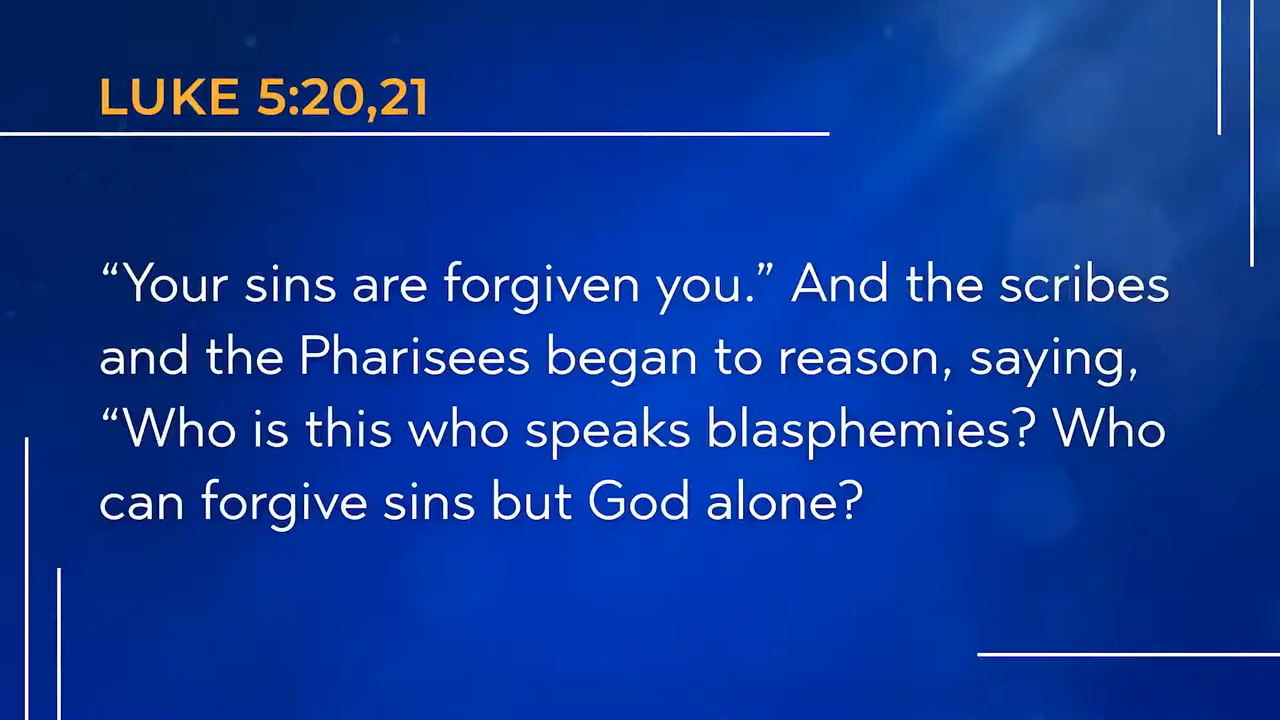 LUKE 5:20,21
“Your sins are forgiven you.” And the scribes
and the Pharisees began to reason, saying,
“Who is this who speaks blasphemies? Who
can forgive sins but God alone?